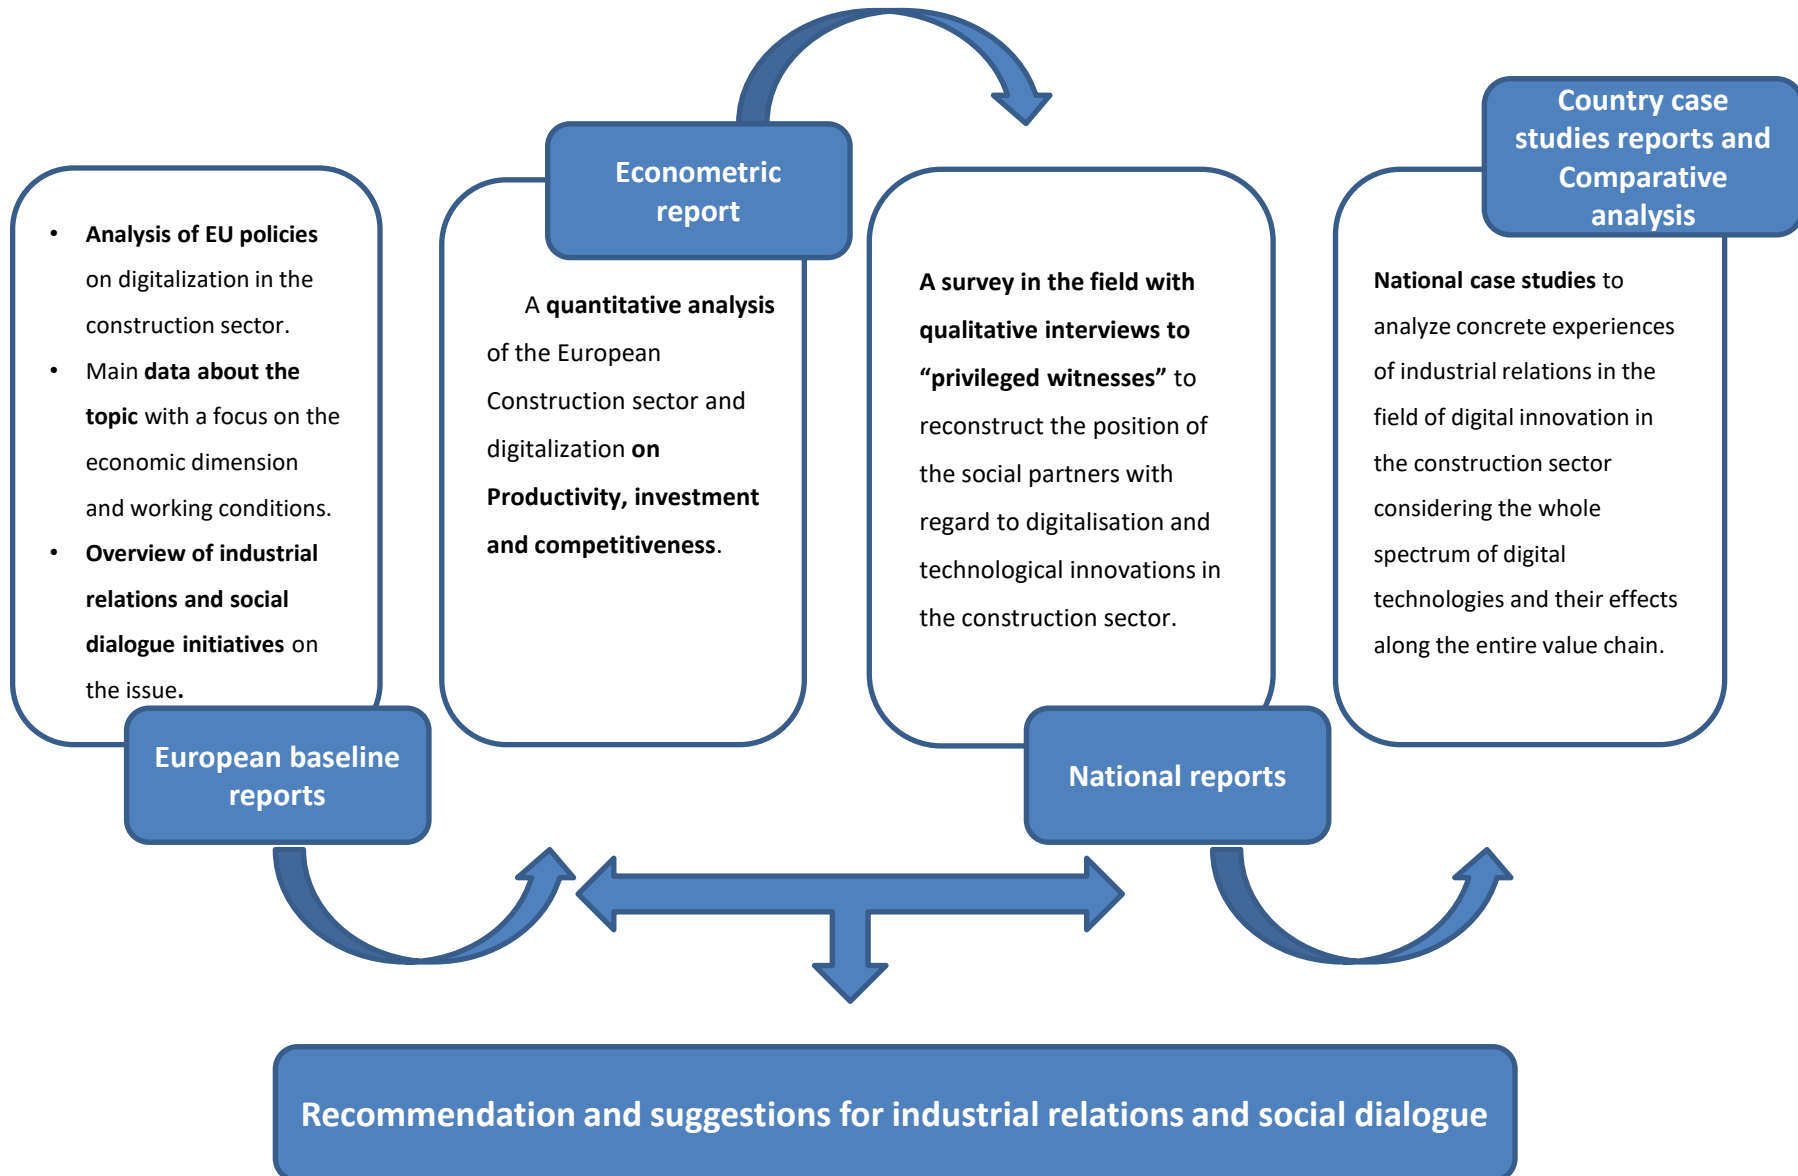 • Analysis of EU policies
on digitalization in the
construction sector.
• Main data about the
topic with a focus on the
economic dimension
and working conditions.
• Overview of industrial
relations and social
dialogue initiatives on
the issue.
European baseline
reports
Econometric
report
A quantitative analysis
of the European
Construction sector and
digitalization on
Productivity, investment
and competitiveness.
A survey in the field with
qualitative interviews to
“privileged witnesses” to
reconstruct the position of
the social partners with
regard to digitalisation and
technological innovations in
the construction sector.
National reports
Country case
studies reports and
Comparative
analysis
National case studies to
analyze concrete experiences
of industrial relations in the
field of digital innovation in
the construction sector
considering the whole
spectrum of digital
technologies and their effects
along the entire value chain.
Recommendation and suggestions for industrial relations and social dialogue